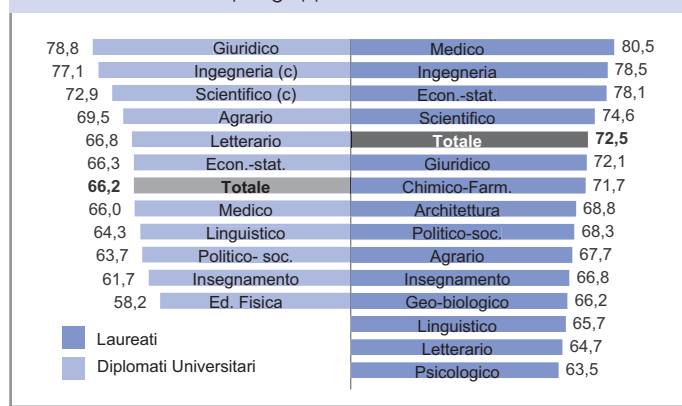 78,8 Giuridico Medico 80,5
77,1 Ingegneria (c) Ingegneria 78,5
72,9 Scientifico (c) Econ.-stat. 78,1
69,5 Agrario Scientifico 74,6
66,8 Letterario Totale 72,5
66,3 Econ.-stat. Giuridico 72,1
66,2 Totale Chimico-Farm. 71,7
66,0 Medico Architettura 68,8
64,3 Linguistico Politico-soc. 68,3
63,7 Politico- soc. Agrario 67,7
61,7 Insegnamento Insegnamento 66,8
58,2 Ed. Fisica Geo-biologico 66,2
Linguistico 65,7
Letterario 64,7
Psicologico 63,5
Laureati
Diplomati Universitari